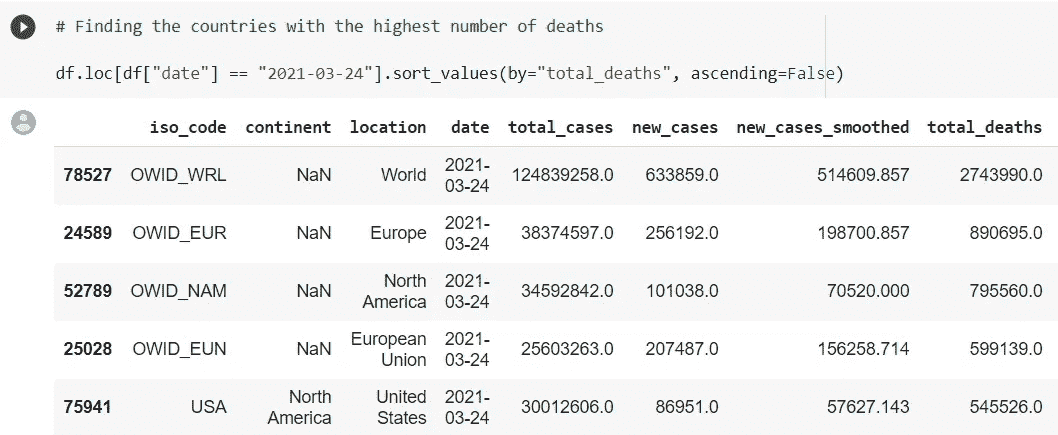 # Finding the countries with the highest number of deaths
df.loc[df["date"] == "2021-03-24"].sort_values(by="total_deaths", ascending=False)
iso_code continent location date total_cases new_cases new_cases_smoothed total_deaths
78527 OWID_WRL NaN World 2021-03-24 124839258.0 633859.0 514609.857 2743990.0
24589 OWID_EUR NaN Europe 2021-03-24 38374597.0 256192.0 198700.857 890695.0
52789 OWID_NAM NaN North America 2021-03-24 34592842.0 101038.0 70520.000 795560.0
25028 OWID_EUN NaN European Union 2021-03-24 25603263.0 207487.0 156258.714 599139.0
75941 USA North America United States 2021-03-24 30012606.0 86951.0 57627.143 545526.0